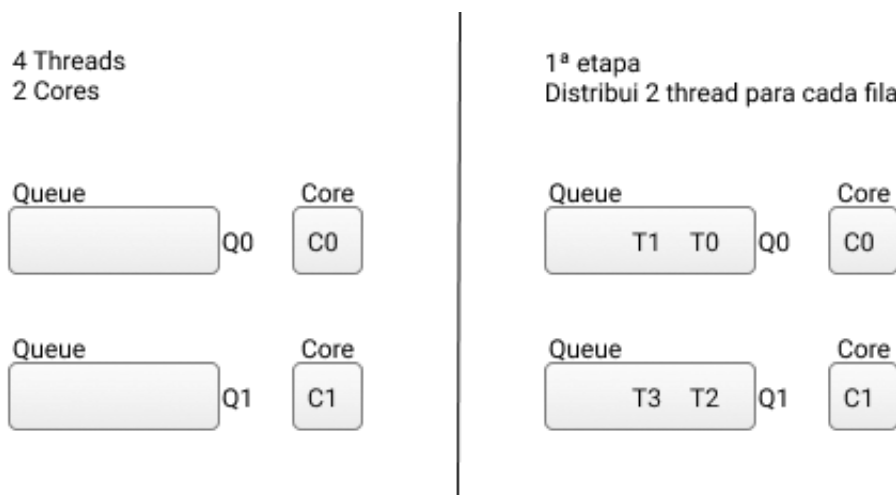 4 Threads
2 Cores
Queue
Core
Q0
C0
Queue
Core
Q1
C1
1ª etapa
Distribui 2 thread para cada fila
Queue
Core
T1 T0
Q0
C0
Queue
Core
T3 T2
Q1
C1